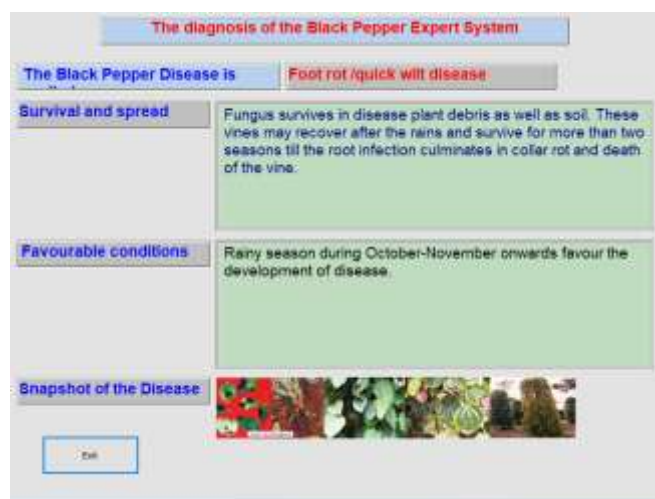 The diagnosis of the Black Pepper Expert System
The Black Pepper Disease is
Foot rot /quick wilt disease
Survival and spread
Fungus survives in disease plant debris as well as soil. These
vines may recover after the rains and survive for more than two
seasons till the root infection culminates in collar rot and death
of the vine.
Favourable conditions
Rainy season during October-November onwards favour the
development of disease.
Snapshot of the Disease
Exit